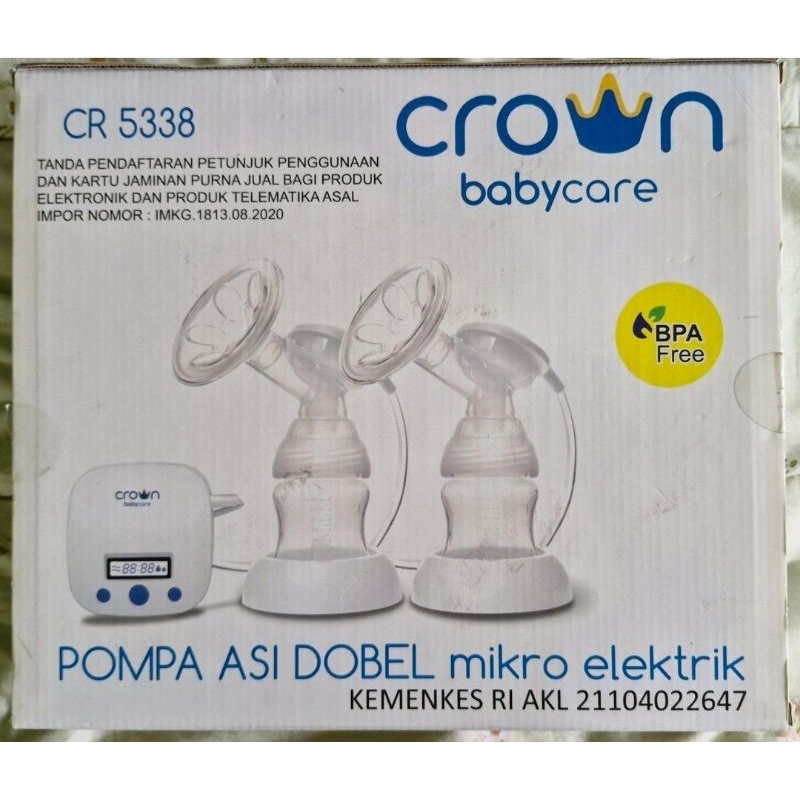 CR 5338
crown
babycare
TANDA PENDAFTARAN PETUNJUK PENGGUNAAN
DAN KARTU JAMINAN PURNA JUAL BAGI PRODUK
ELEKTRONIK DAN PRODUK TELEMATIKA ASAL
IMPOR NOMOR : IMKG.1813.08.2020
BPA
Free
crown
babycare
88:88
POMPA ASI DOBEL mikro elektrik
KEMENKES RI AKL 21104022647